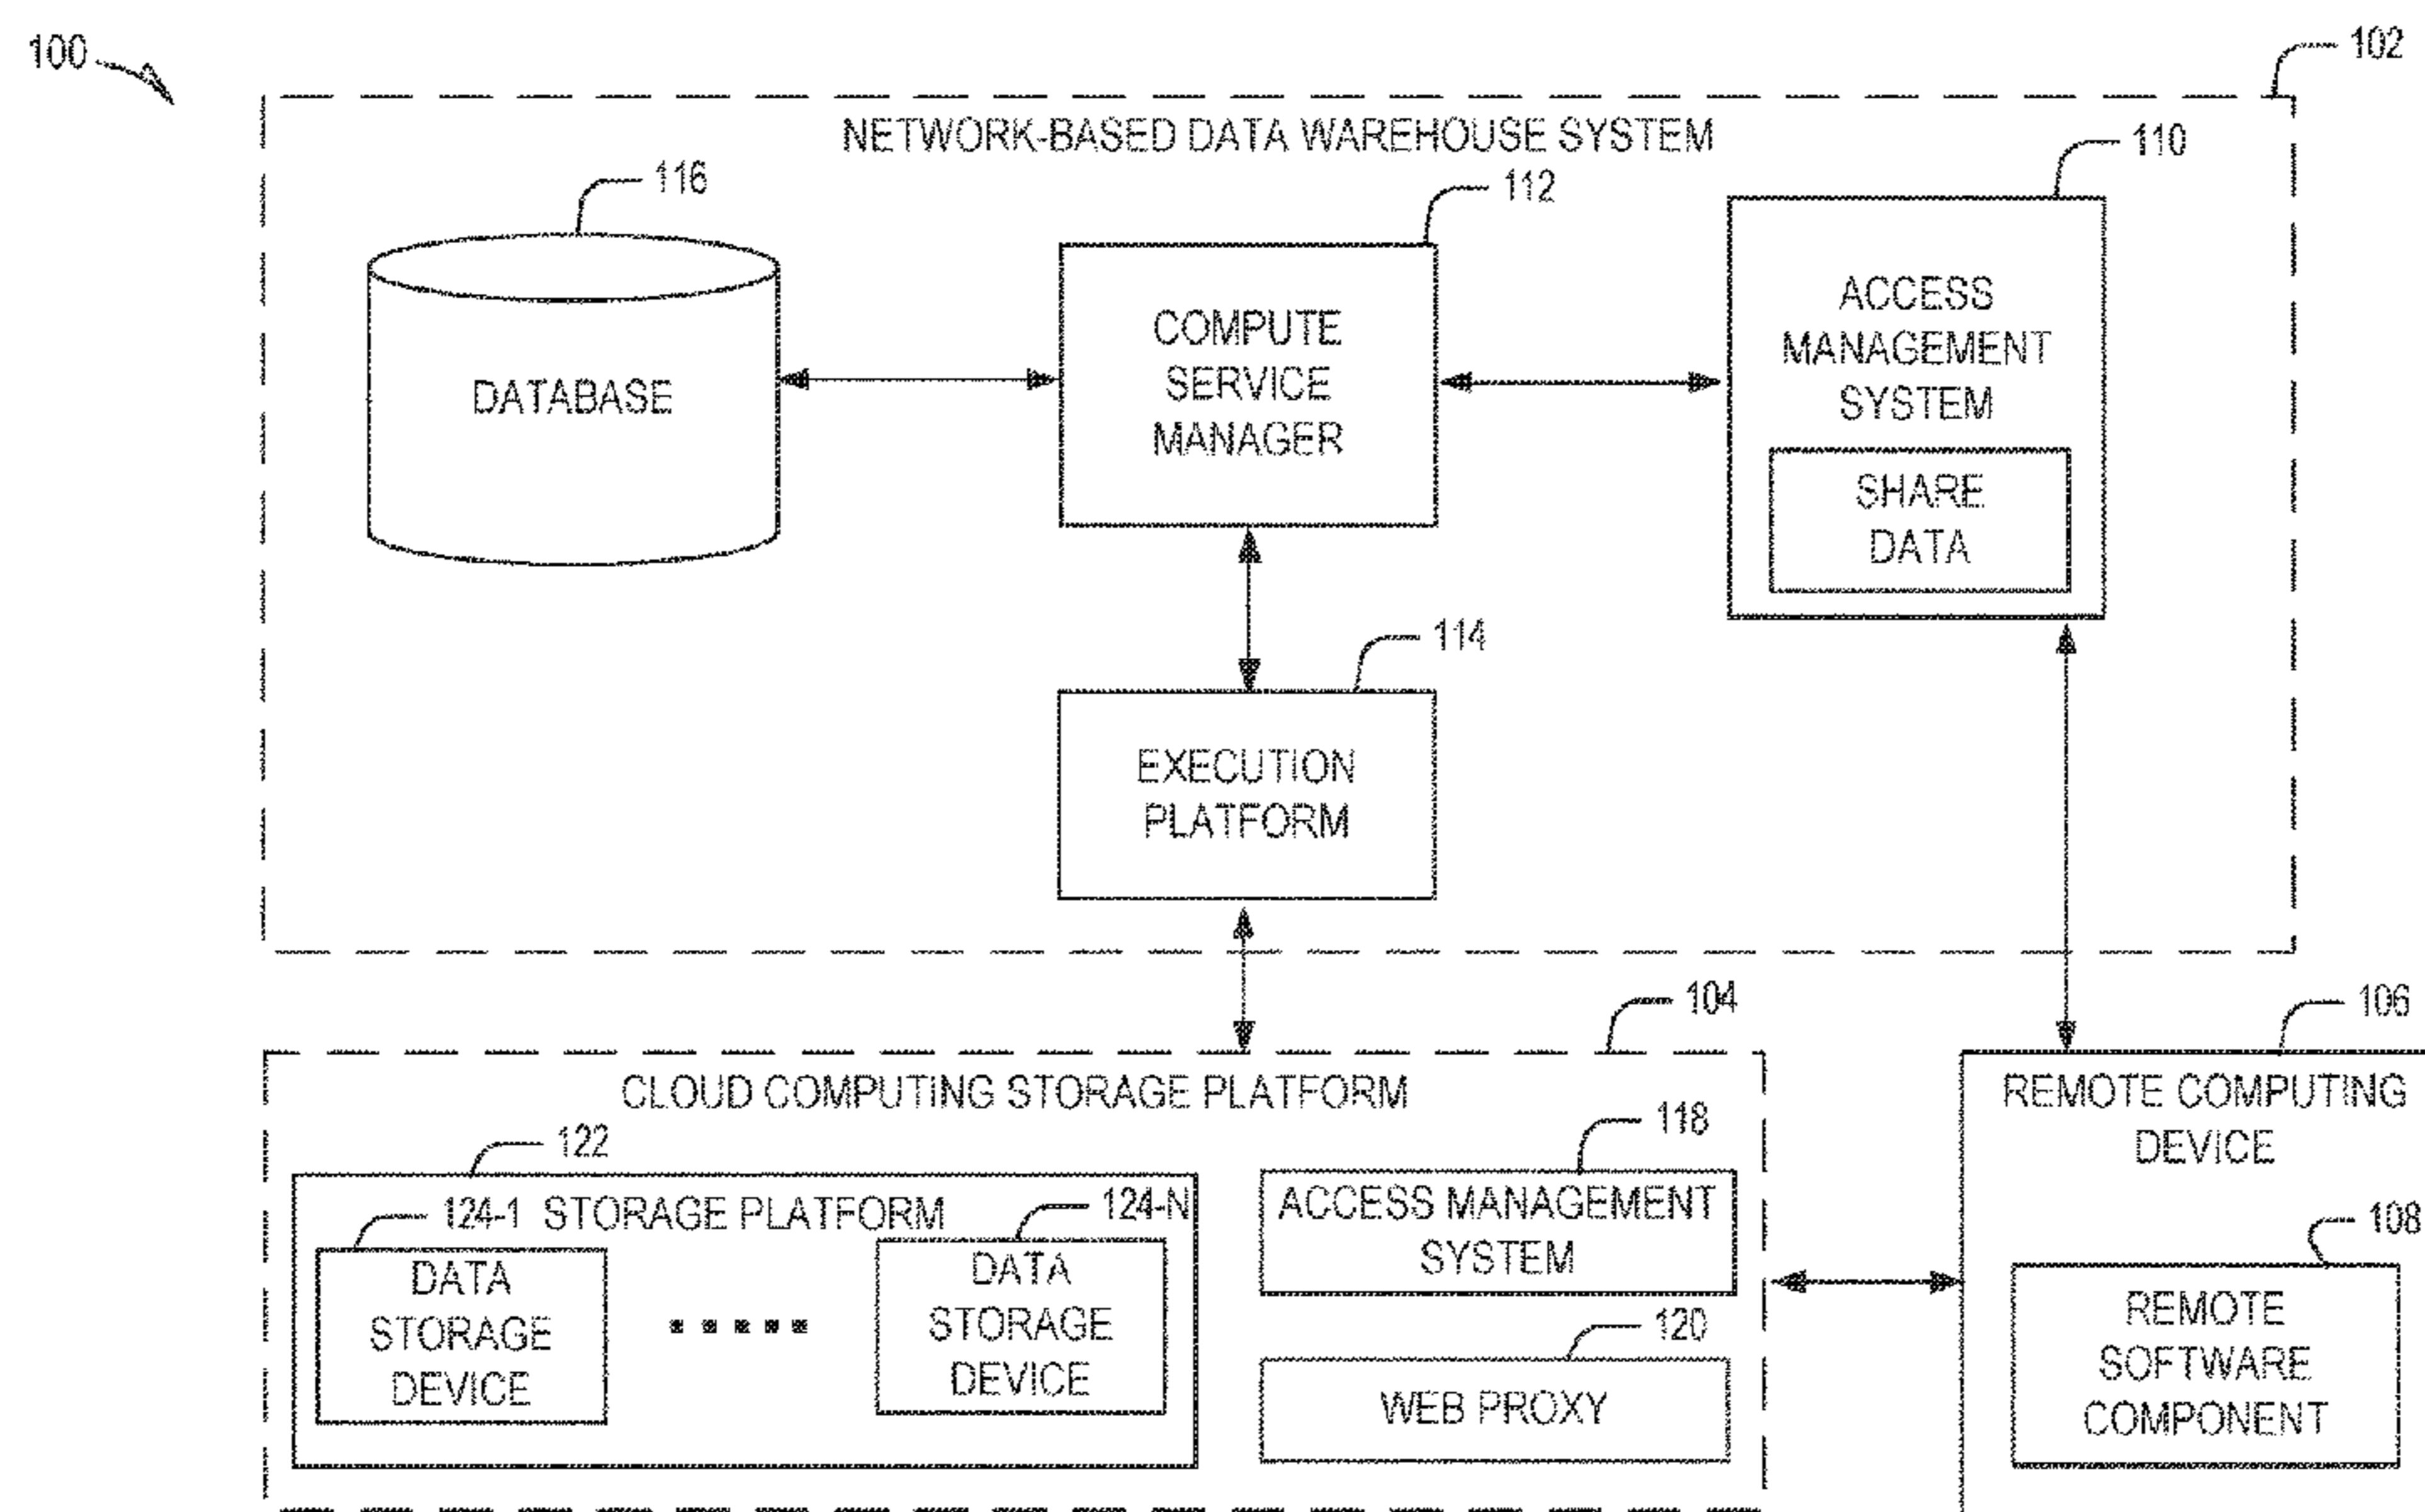 100
102
NETWORK-BASED DATA WAREHOUSE SYSTEM
116
112
110
DATABASE
COMPUTE
SERVICE
MANAGER
ACCESS
MANAGEMENT
SYSTEM
SHARE
DATA
114
EXECUTION
PLATFORM
104
106
CLOUD COMPUTING STORAGE PLATFORM
122
124-1 STORAGE PLATFORM
124-N
DATA
STORAGE
DEVICE
DATA
STORAGE
DEVICE
118
ACCESS MANAGEMENT
SYSTEM
120
WEB PROXY
REMOTE COMPUTING
DEVICE
108
REMOTE
SOFTWARE
COMPONENT